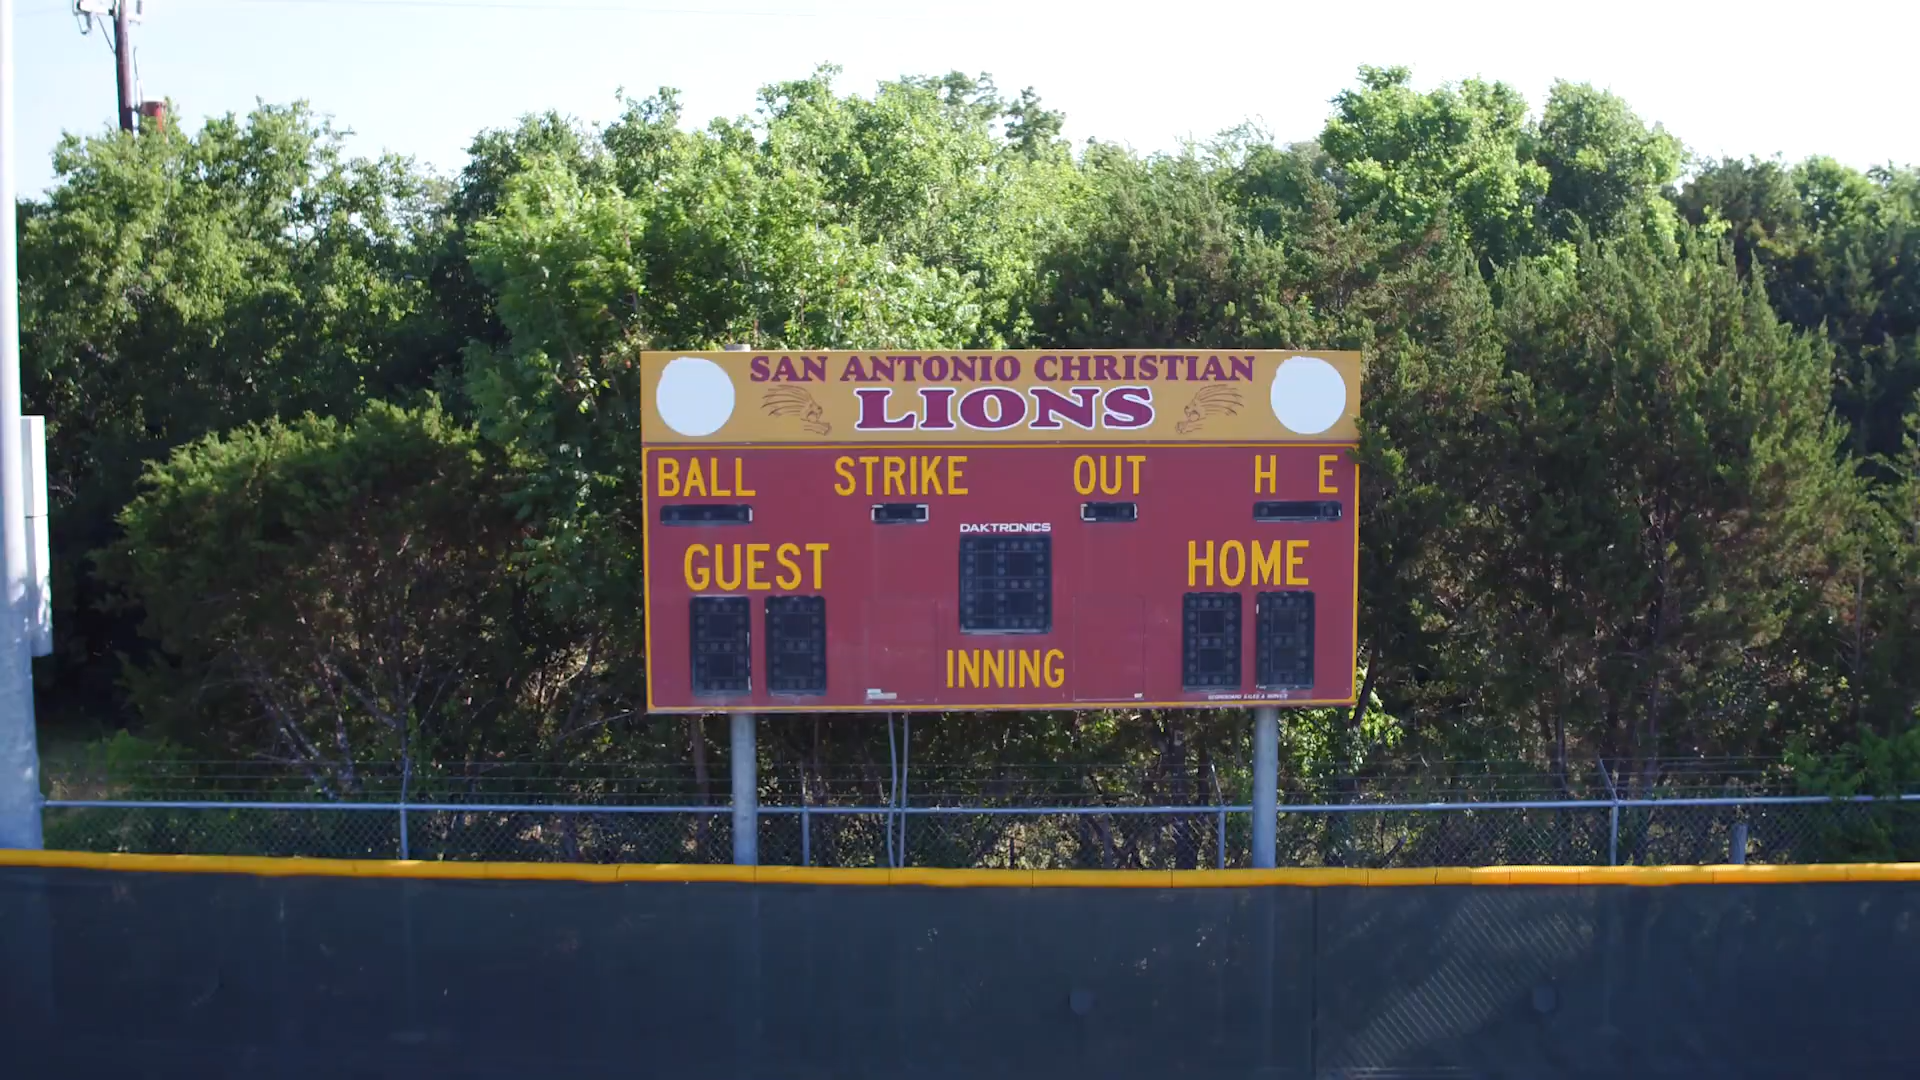 SAN ANTONIO CHRISTIAN
LIONS
BALL STRIKE OUT H E
DAKTRONICS
GUEST HOME
INNING